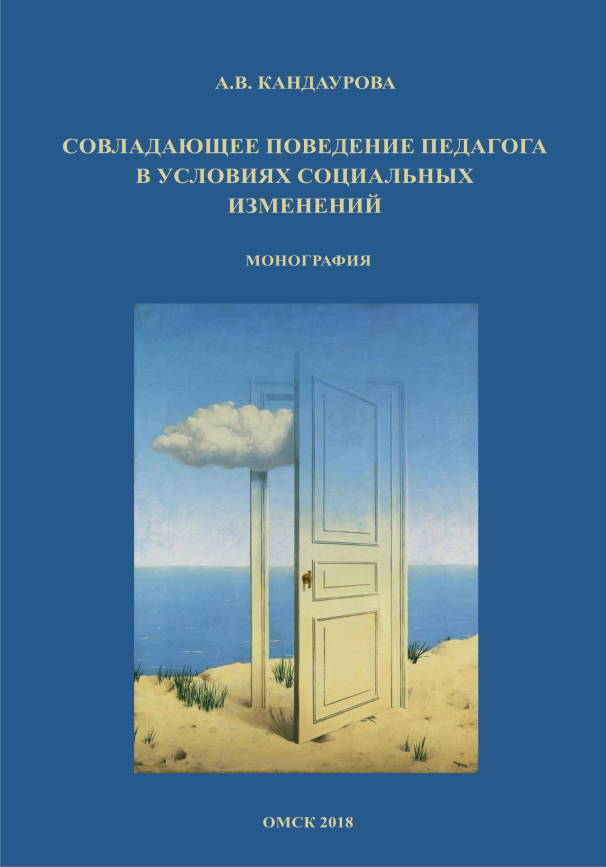 А.В. КАНДАУРОВА
СОВЛАДАЮЩЕЕ ПОВЕДЕНИЕ ПЕДАГОГА
В УСЛОВИЯХ СОЦИАЛЬНЫХ
ИЗМЕНЕНИЙ
МОНОГРАФИЯ
ОМСК 2018